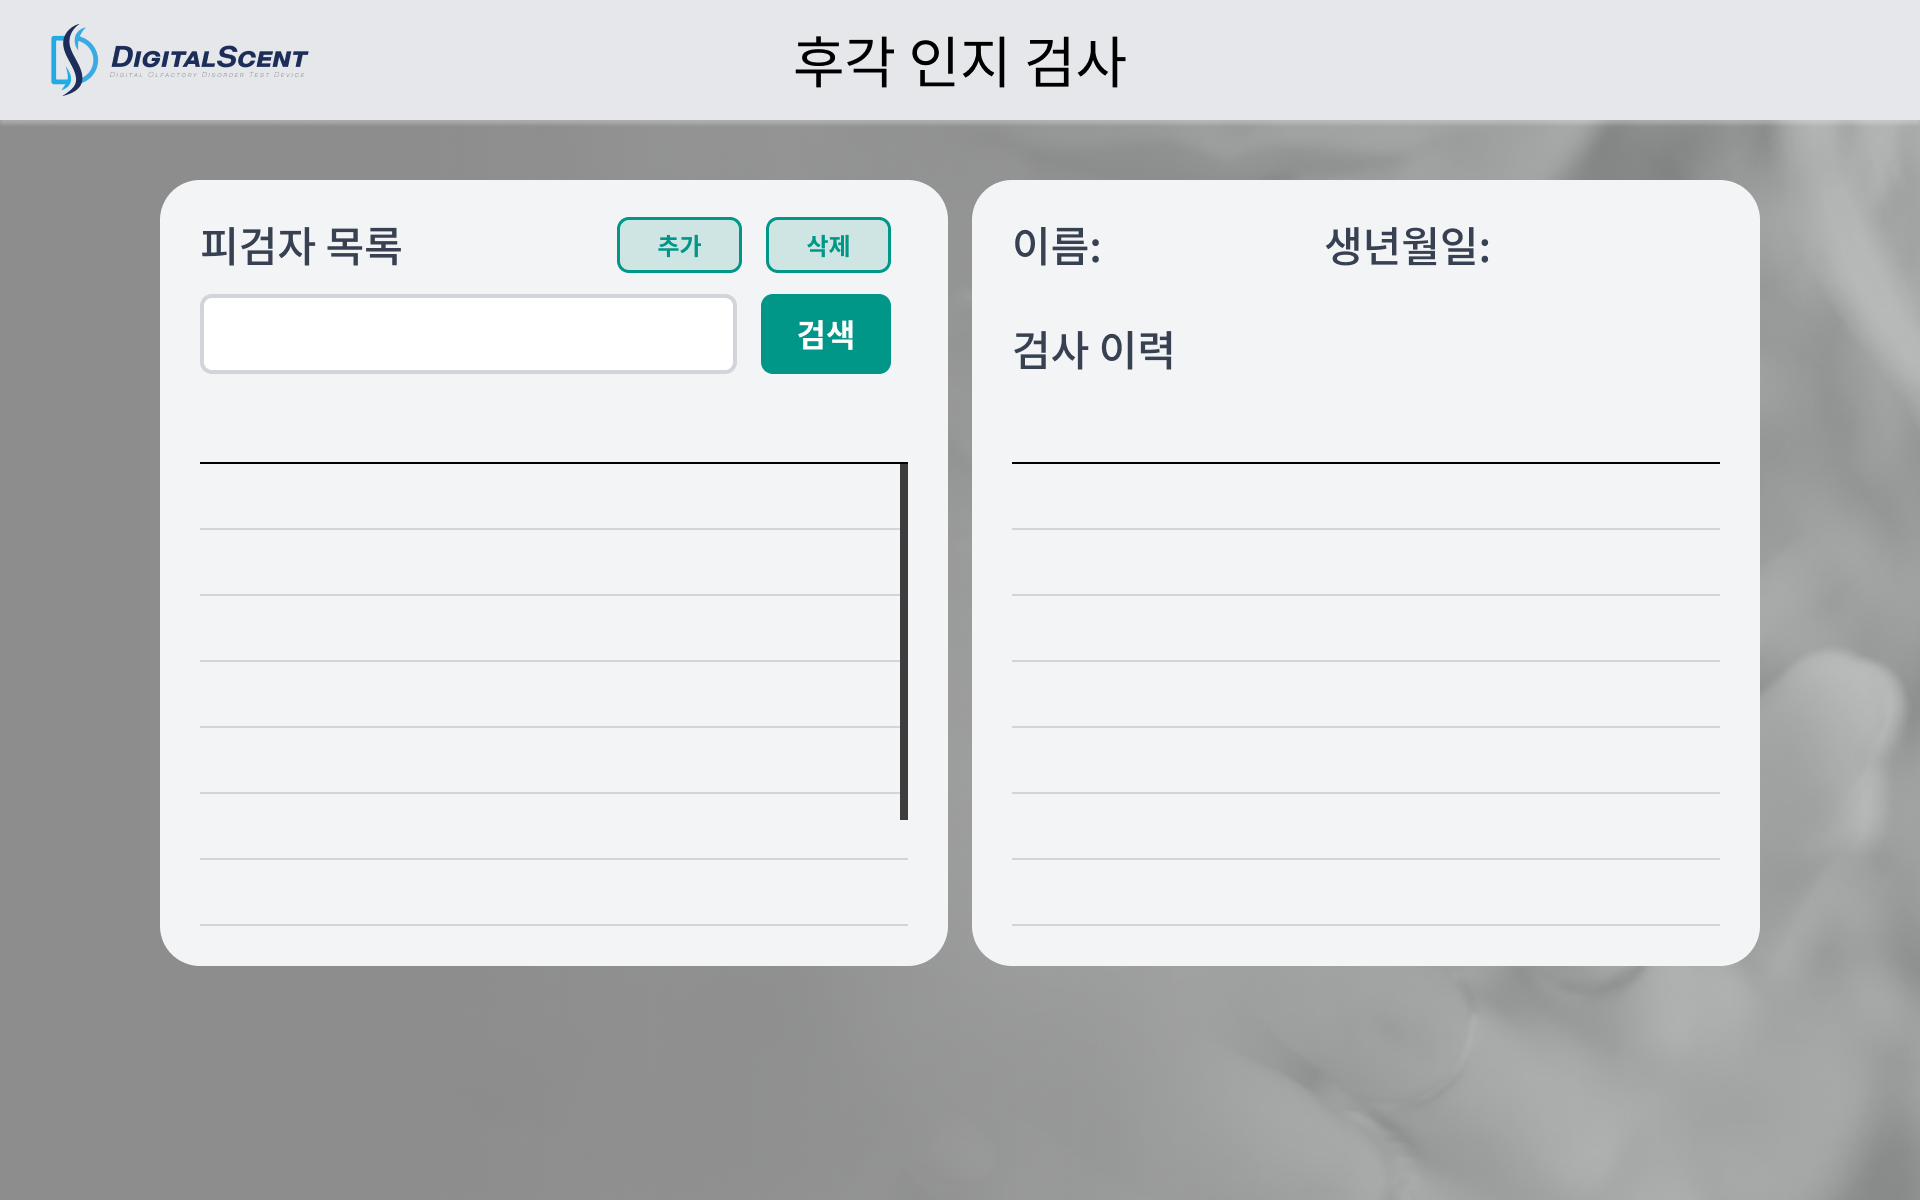 DIGITALSCENT
DIGITAL OLFACTORY DISORDER TEST DEVICE
후각 인지 검사
피검자 목록
추가
삭제
검색
이름:
생년월일:
검사 이력